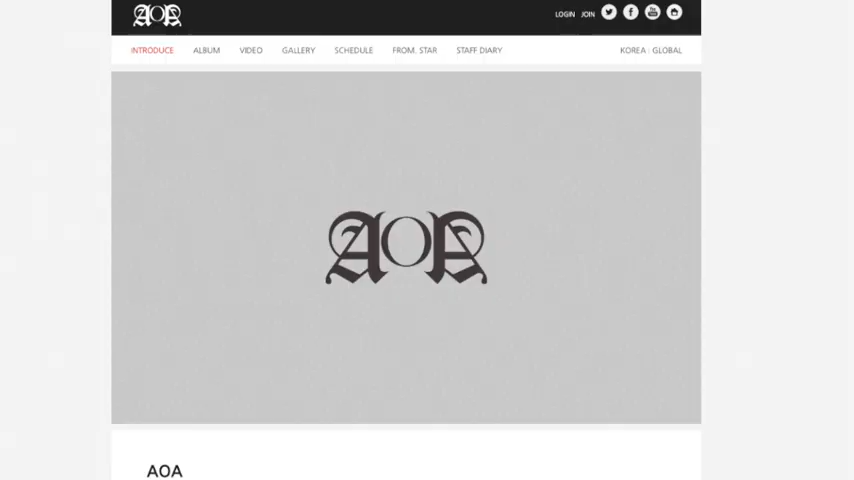 AOA
LOGIN JOIN
INTRODUCE ALBUM VIDEO GALLERY SCHEDULE FROM. STAR STAFF DIARY KOREA : GLOBAL
AOA
AOA